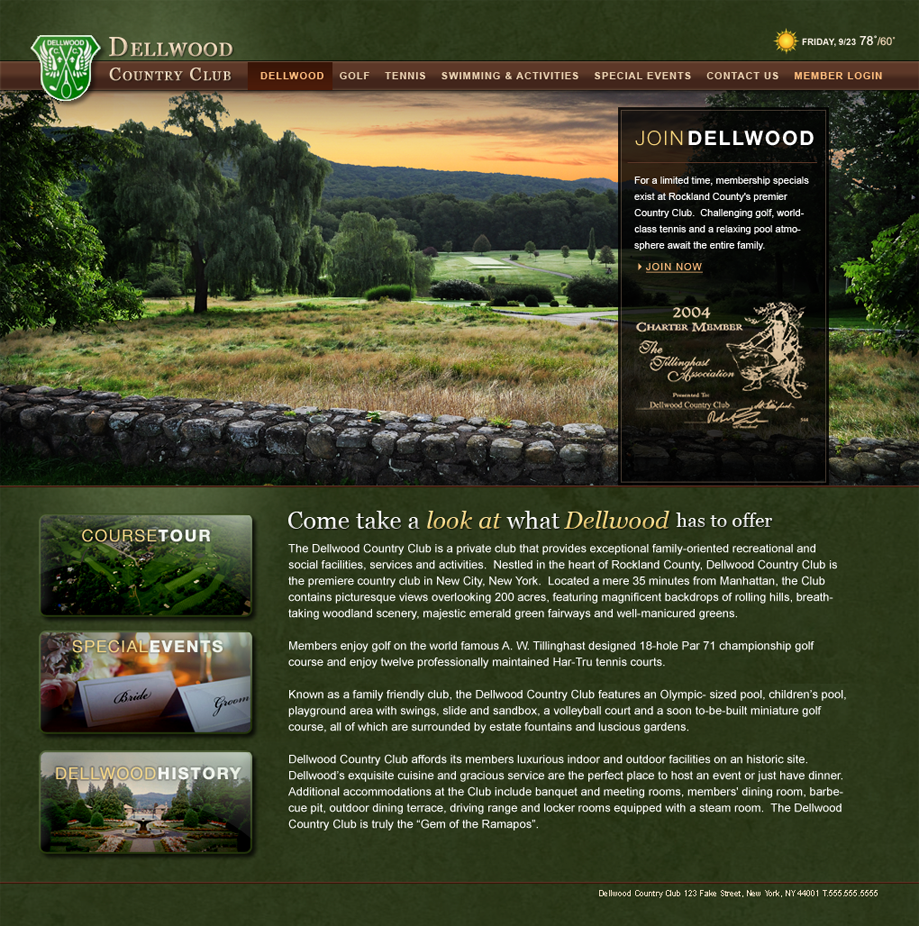 DELLWOOD
DELLWOOD
COUNTRY CLUB
FRIDAY, 9/23 78°/60°
DELLWOOD GOLF TENNIS SWIMMING & ACTIVITIES SPECIAL EVENTS CONTACT US MEMBER LOGIN
JOIN DELLWOOD
For a limited time, membership specials
exist at Rockland County's premier
Country Club. Challenging golf, world-
class tennis and a relaxing pool atmo-
sphere await the entire family.
JOIN NOW
2004
CHARTER MEMBER
The
Tillinghast
Association
Presented To:
Dellwood Country Club
COURSETOUR
SPECIALEVENTS
Bride
Groom
DELLWOODHISTORY
Come take a look at what Dellwood has to offer
The Dellwood Country Club is a private club that provides exceptional family-oriented recreational and
social facilities, services and activities. Nestled in the heart of Rockland County, Dellwood Country Club is
the premiere country club in New City, New York. Located a mere 35 minutes from Manhattan, the Club
contains picturesque views overlooking 200 acres, featuring magnificent backdrops of rolling hills, breath-
taking woodland scenery, majestic emerald green fairways and well-manicured greens.
Members enjoy golf on the world famous A. W. Tillinghast designed 18-hole Par 71 championship golf
course and enjoy twelve professionally maintained Har-Tru tennis courts.
Known as a family friendly club, the Dellwood Country Club features an Olympic- sized pool, children's pool,
playground area with swings, slide and sandbox, a volleyball court and a soon to-be-built miniature golf
course, all of which are surrounded by estate fountains and luscious gardens.
Dellwood Country Club affords its members luxurious indoor and outdoor facilities on an historic site.
Dellwood's exquisite cuisine and gracious service are the perfect place to host an event or just have dinner.
Additional accommodations at the Club include banquet and meeting rooms, members' dining room, barbe-
cue pit, outdoor dining terrace, driving range and locker rooms equipped with a steam room. The Dellwood
Country Club is truly the “Gem of the Ramapos”.
Dellwood Country Club 123 Fake Street, New York, NY 44001 T.555.555.5555